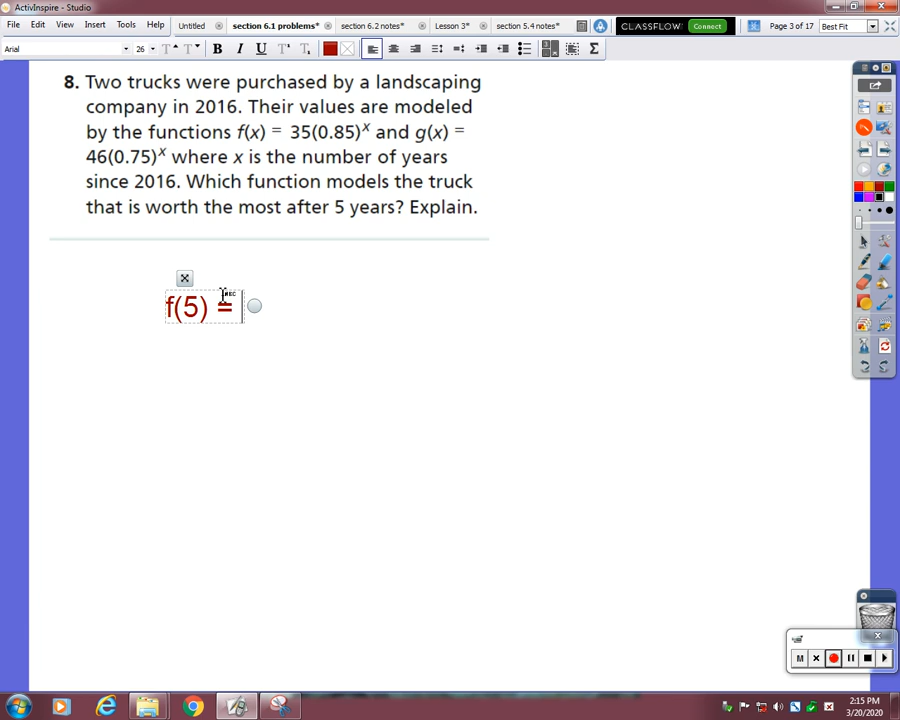 ActivInspire - Studio
File Edit View Insert Tools Help Untitled section 6.1 problems* section 6.2 notes* Lesson 3* section 5.4 notes* CLASSFLOW Connect Page 3 of 17 Best Fit
Arial 26 B I U
8. Two trucks were purchased by a landscaping
company in 2016. Their values are modeled
by the functions f(x) = 35(0.85)^x and g(x) =
46(0.75)^x where x is the number of years
since 2016. Which function models the truck
that is worth the most after 5 years? Explain.
f(5) =
M
2:15 PM
3/20/2020